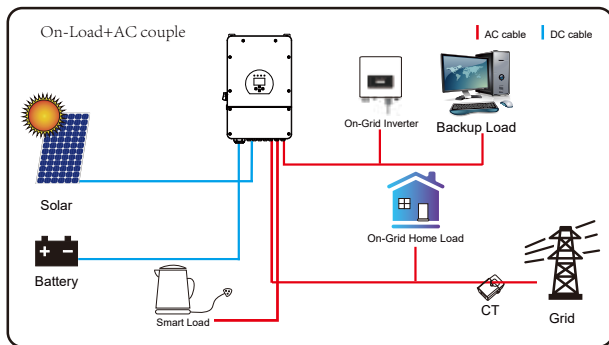 On-Load+AC couple
AC cable
DC cable
On-Grid Inverter
Backup Load
Solar
On-Grid Home Load
Battery
Smart Load
CT
Grid